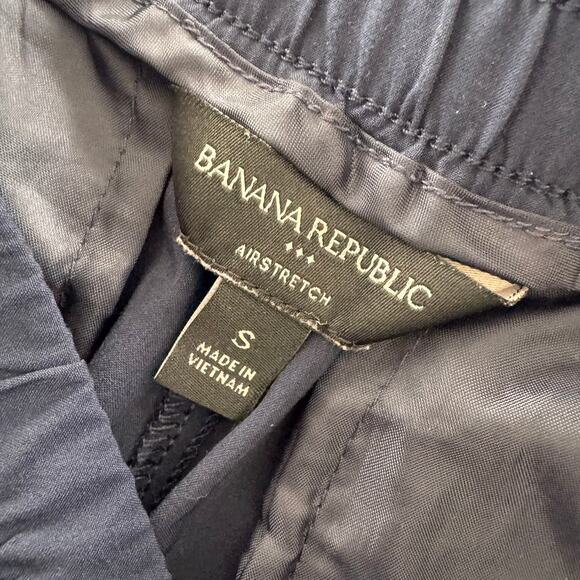 BANANA REPUBLIC
AIRSTRETCH
S
MADE IN
VIETNAM